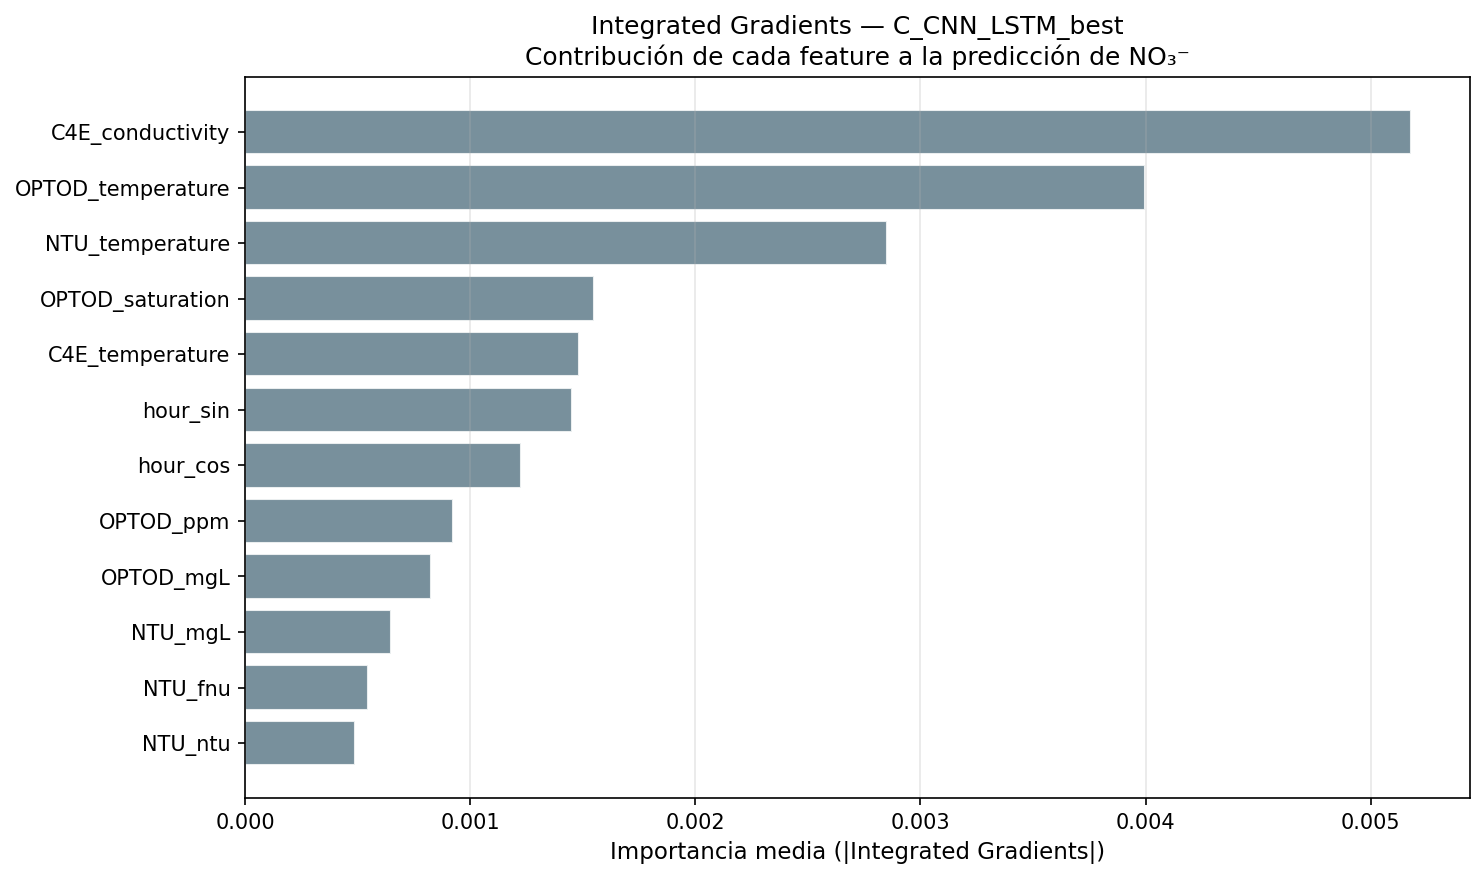 Integrated Gradients — C_CNN_LSTM_best
Contribución de cada feature a la predicción de NO₃⁻
C4E_conductivity
OPTOD_temperature
NTU_temperature
OPTOD_saturation
C4E_temperature
hour_sin
hour_cos
OPTOD_ppm
OPTOD_mgL
NTU_mgL
NTU_fnu
NTU_ntu
0.000 0.001 0.002 0.003 0.004 0.005
Importancia media (|Integrated Gradients|)